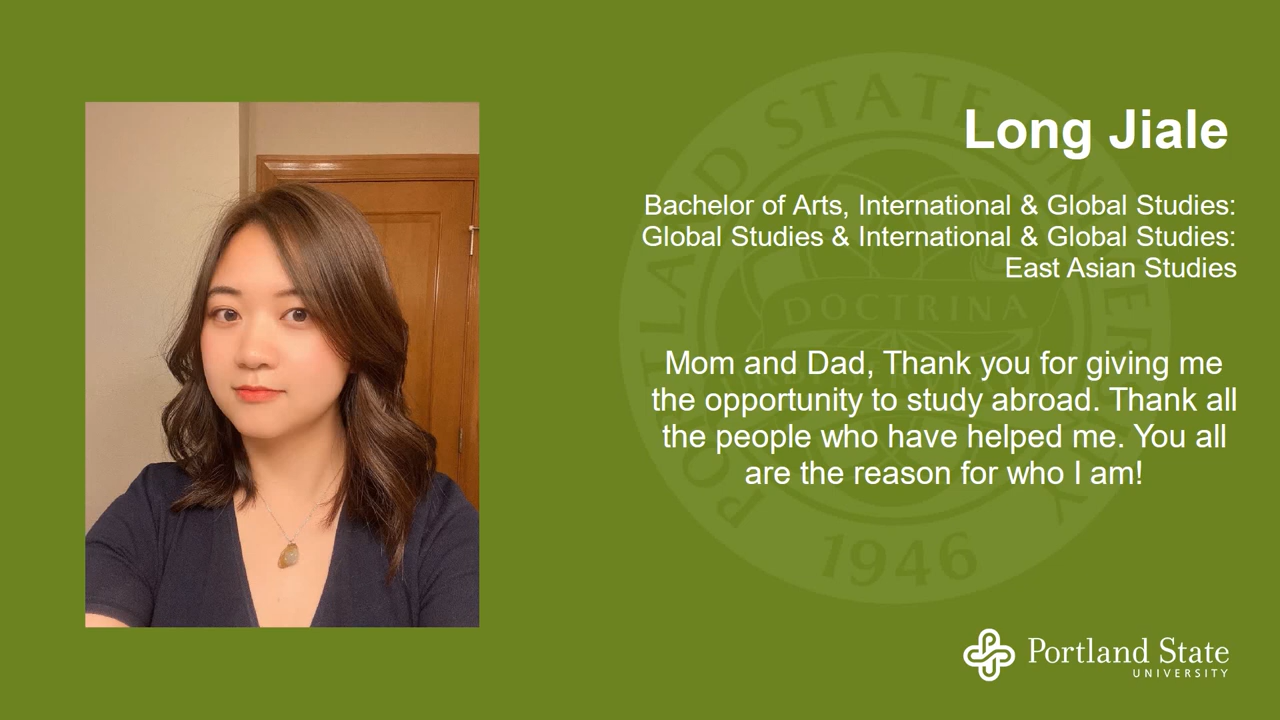 Long Jiale
Bachelor of Arts, International & Global Studies:
Global Studies & International & Global Studies:
East Asian Studies
Mom and Dad, Thank you for giving me
the opportunity to study abroad. Thank all
the people who have helped me. You all
are the reason for who I am!
PORTLAND STATE UNIVERSITY
DOCTRINA
1946
Portland State
UNIVERSITY